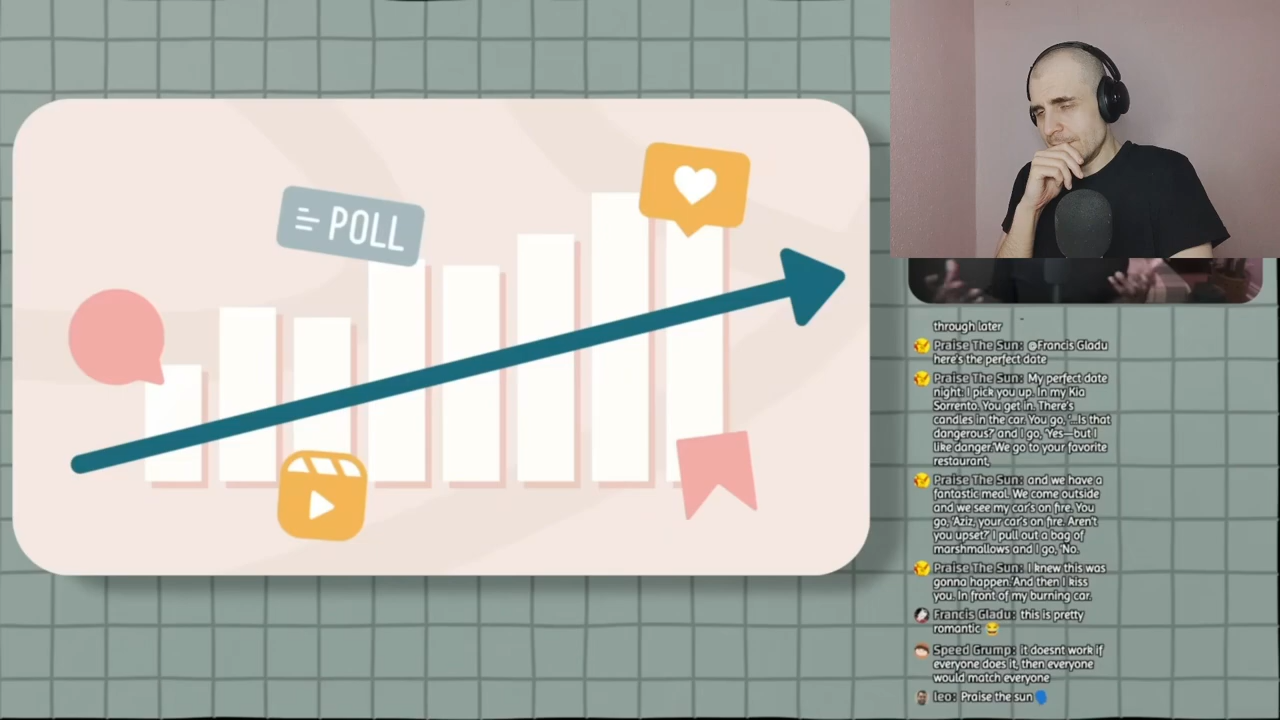 POLL
through later
Praise The Sun: @Francis Gladu
here's the perfect date
Praise The Sun: My perfect date
night: I pick you up. In my Kia
Sorrento. You get in. There's
candles in the car. You go, '...Is that
dangerous?' and I go, 'Yes—but I
like danger.'We go to your favorite
restaurant,
Praise The Sun: and we have a
fantastic meal. We come outside
and we see my car's on fire. You
go, 'Aziz, your car's on fire. Aren't
you upset?' I pull out a bag of
marshmallows and I go, 'No.
Praise The Sun: I knew this was
gonna happen.'And then I kiss
you. In front of my burning car.
Francis Gladu: this is pretty
romantic 😂
Speed Grump: it doesnt work if
everyone does it, then everyone
would match everyone
leo: Praise the sun🗣